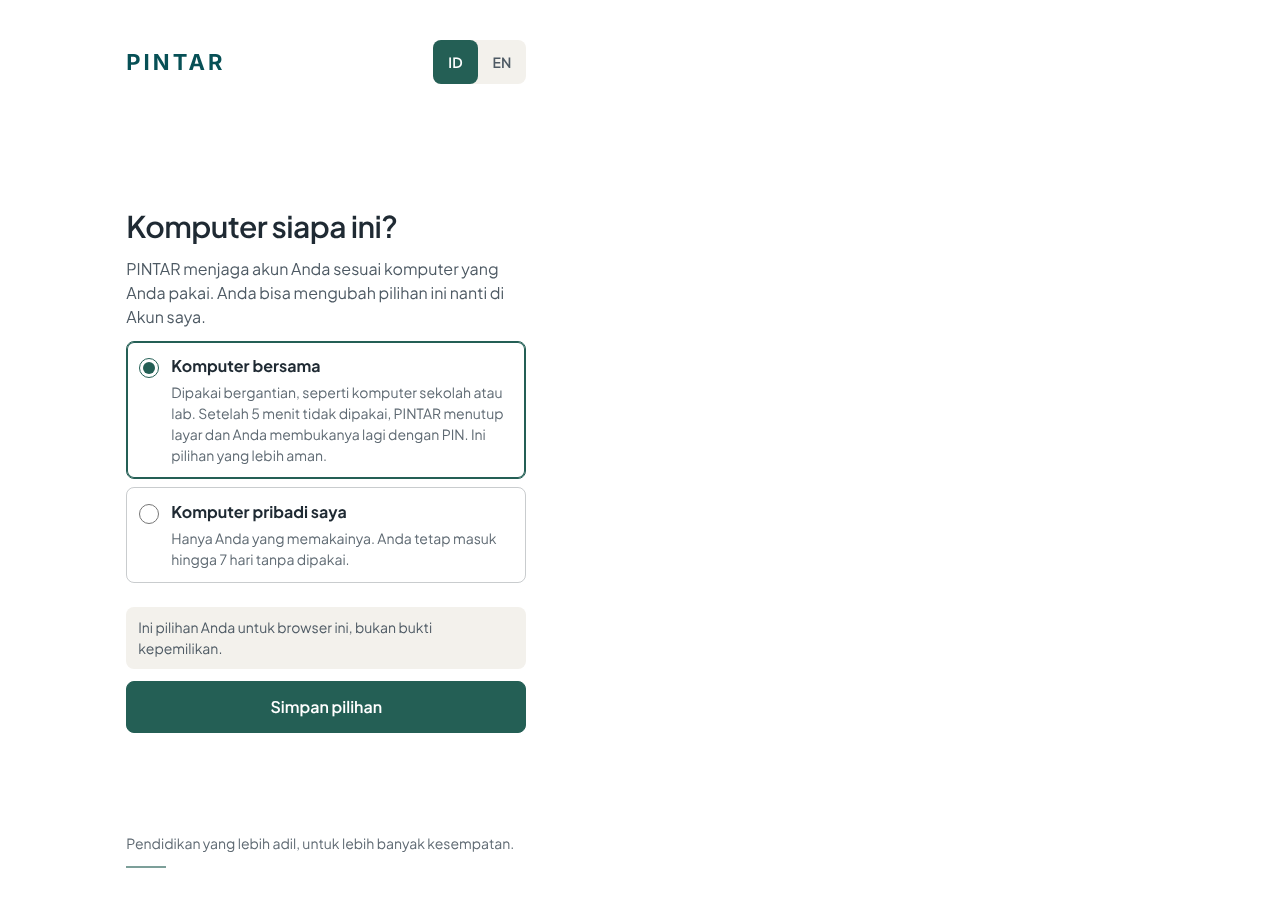 PINTAR
ID
EN
Komputer siapa ini?
PINTAR menjaga akun Anda sesuai komputer yang
Anda pakai. Anda bisa mengubah pilihan ini nanti di
Akun saya.
Komputer bersama
Dipakai bergantian, seperti komputer sekolah atau
lab. Setelah 5 menit tidak dipakai, PINTAR menutup
layar dan Anda membukanya lagi dengan PIN. Ini
pilihan yang lebih aman.
Komputer pribadi saya
Hanya Anda yang memakainya. Anda tetap masuk
hingga 7 hari tanpa dipakai.
Ini pilihan Anda untuk browser ini, bukan bukti
kepemilikan.
Simpan pilihan
Pendidikan yang lebih adil, untuk lebih banyak kesempatan.